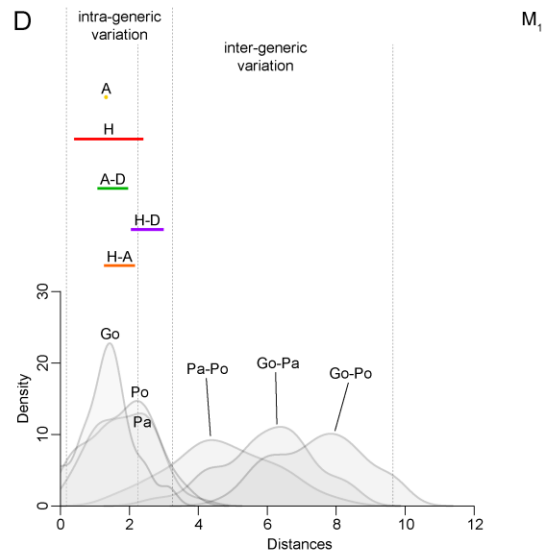 D
M1
intra-generic
variation
inter-generic
variation
A
H
A-D
H-D
H-A
30
20
10
0
Density
Go
Po
Pa
Pa-Po
Go-Pa
Go-Po
0 2 4 6 8 10 12
Distances